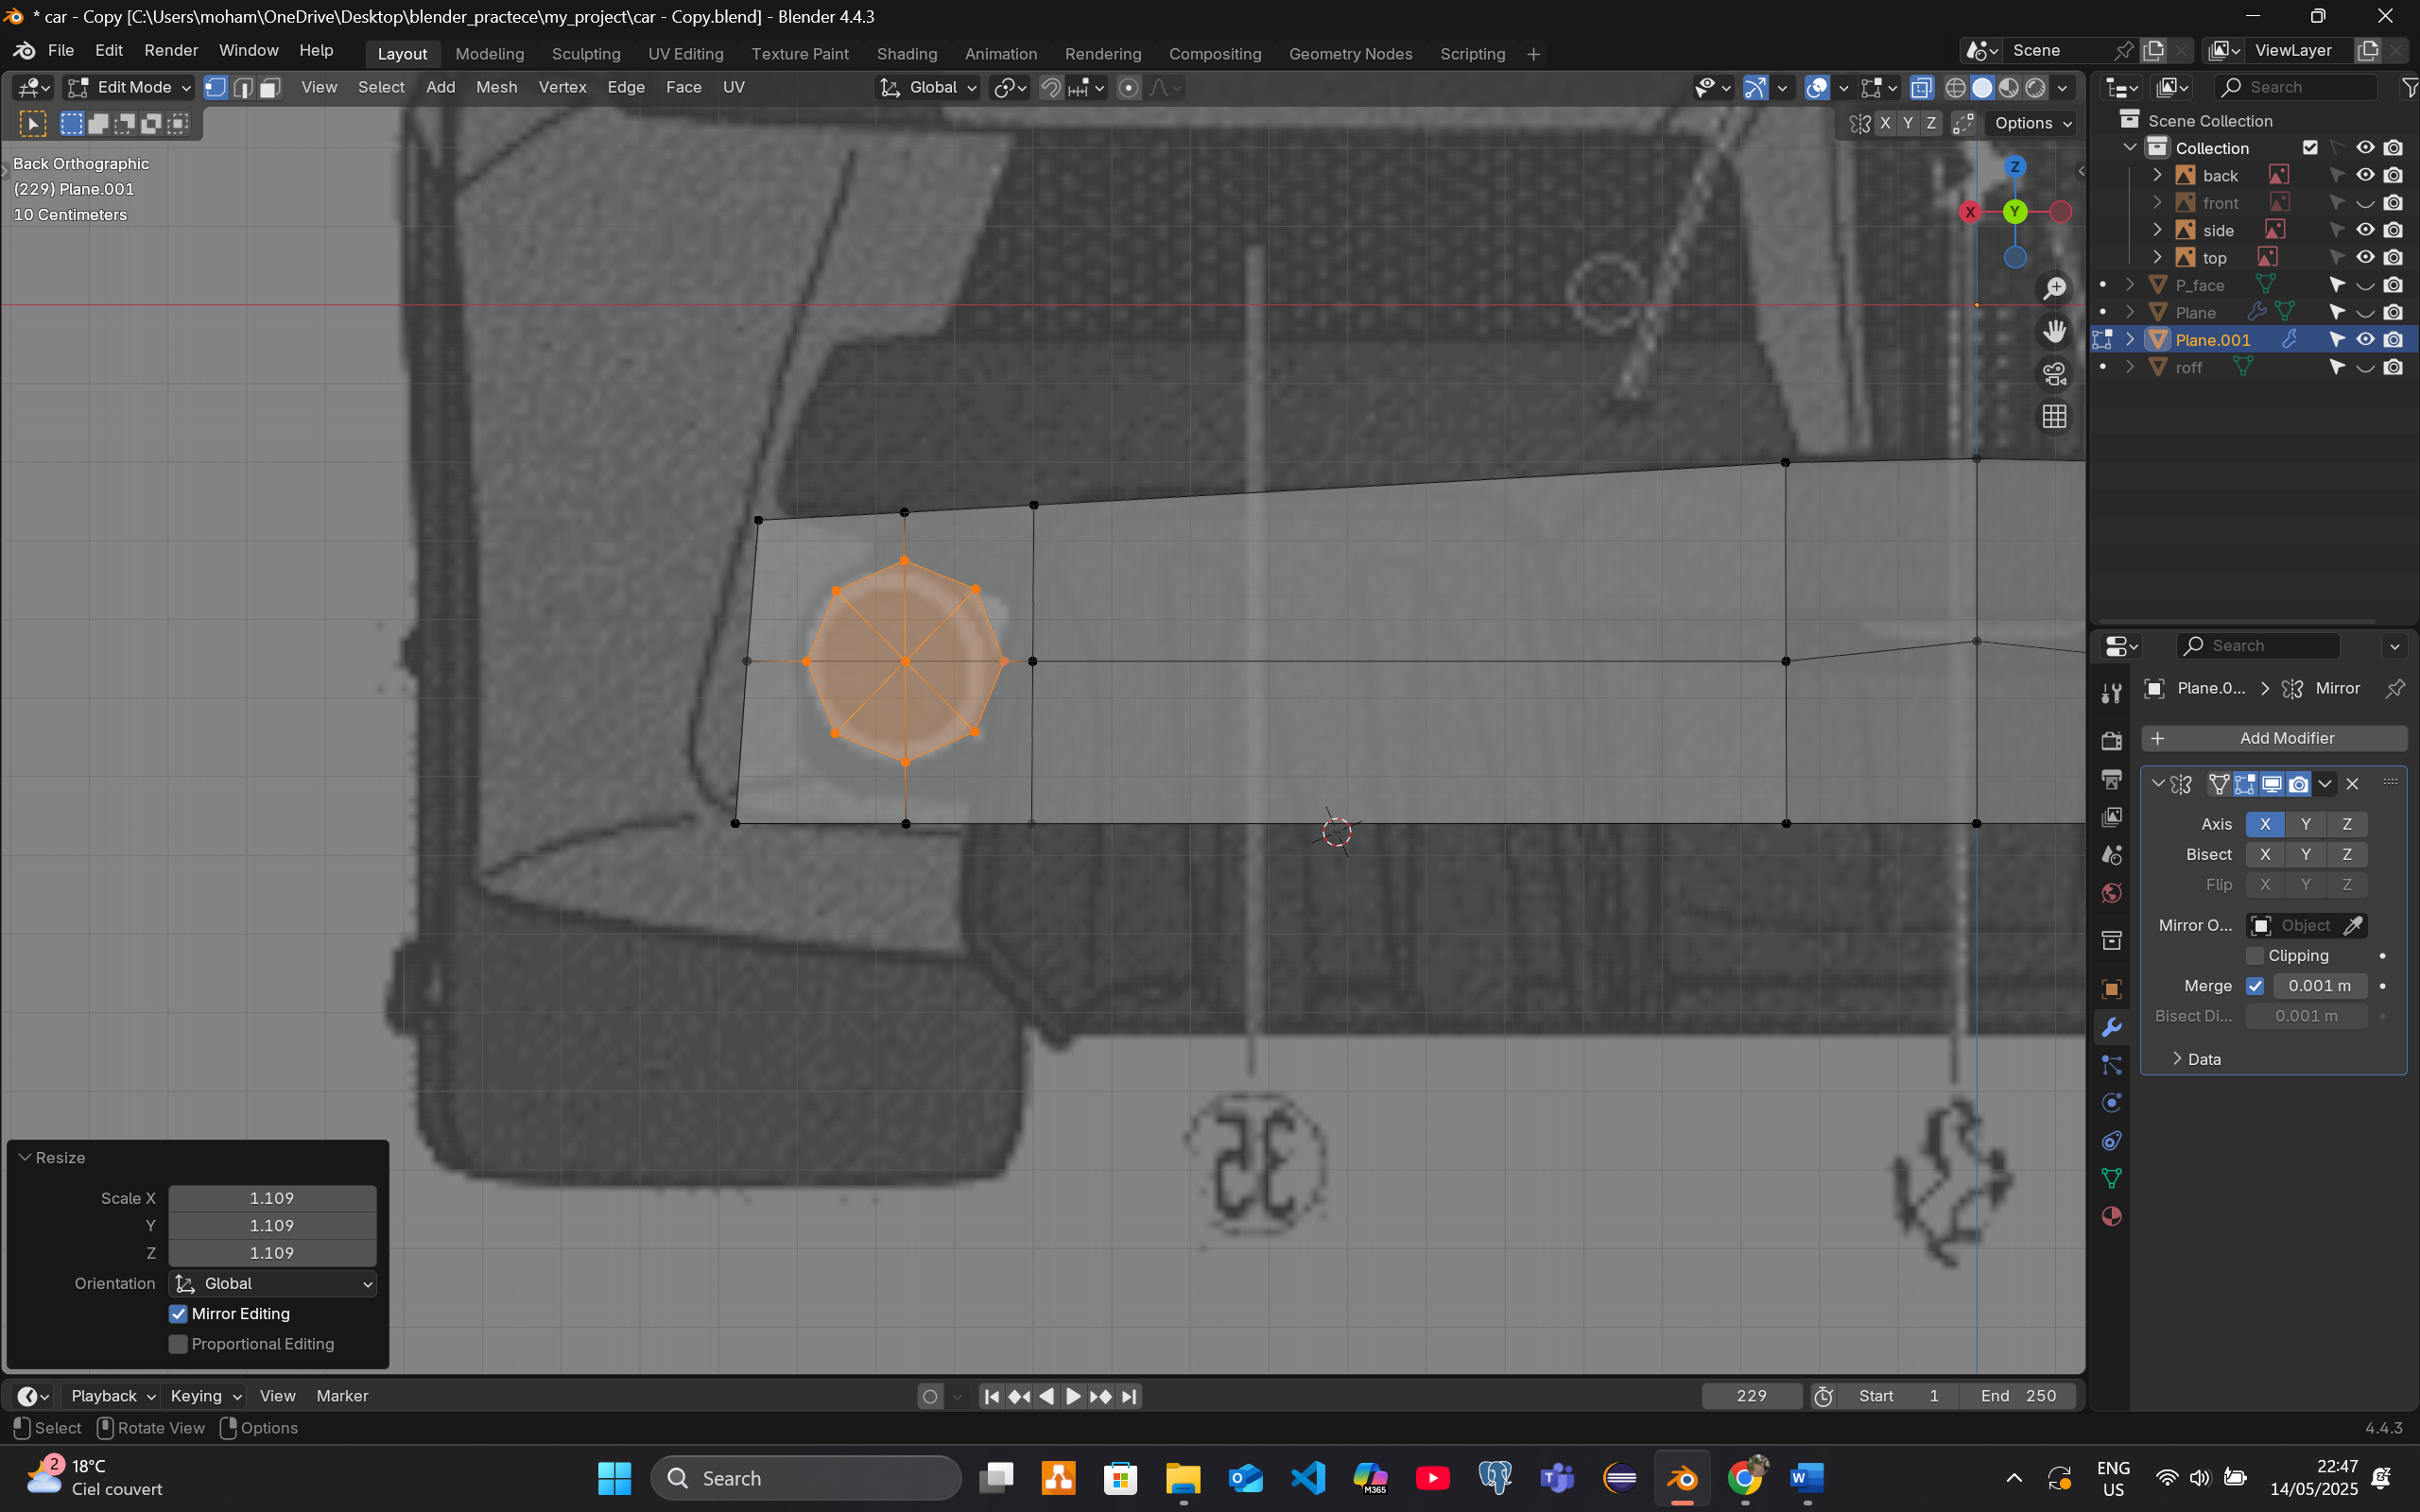 * car - Copy [C:\Users\moham\OneDrive\Desktop\blender_practece\my_project\car - Copy.blend] - Blender 4.4.3
File Edit Render Window Help
Layout Modeling Sculpting UV Editing Texture Paint Shading Animation Rendering Compositing Geometry Nodes Scripting +
Scene
ViewLayer
Edit Mode View Select Add Mesh Vertex Edge Face UV
Global
Search
X Y Z
Options
Back Orthographic
(229) Plane.001
10 Centimeters
Z
X
Y
Scene Collection
Collection
back
front
side
top
P_face
Plane
Plane.001
roff
Search
Plane.0... > Mirror
+ Add Modifier
Axis X Y Z
Bisect X Y Z
Flip X Y Z
Mirror O... Object
Clipping
Merge 0.001 m
Bisect Di... 0.001 m
Data
Resize
Scale X 1.109
Y 1.109
Z 1.109
Orientation Global
Mirror Editing
Proportional Editing
Playback Keying View Marker
229
Start 1
End 250
Select Rotate View Options
4.4.3
2
18°C
Ciel couvert
Search
M365
ENG
US
22:47
14/05/2025